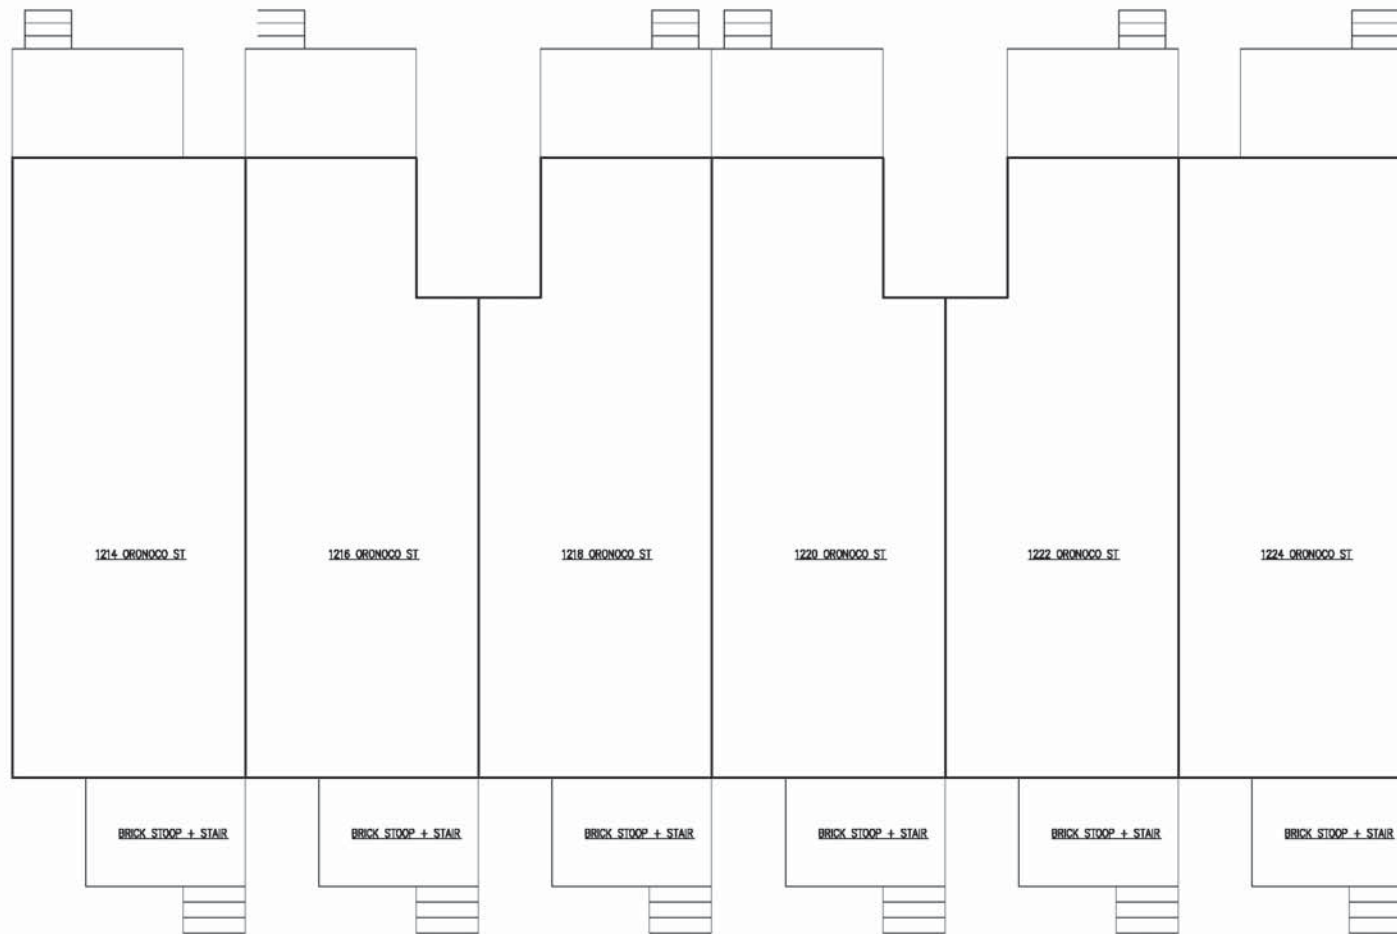 1214 ORONOCO ST
1216 ORONOCO ST
1218 ORONOCO ST
1220 ORONOCO ST
1222 ORONOCO ST
1224 ORONOCO ST
BRICK STOOP + STAIR
BRICK STOOP + STAIR
BRICK STOOP + STAIR
BRICK STOOP + STAIR
BRICK STOOP + STAIR
BRICK STOOP + STAIR